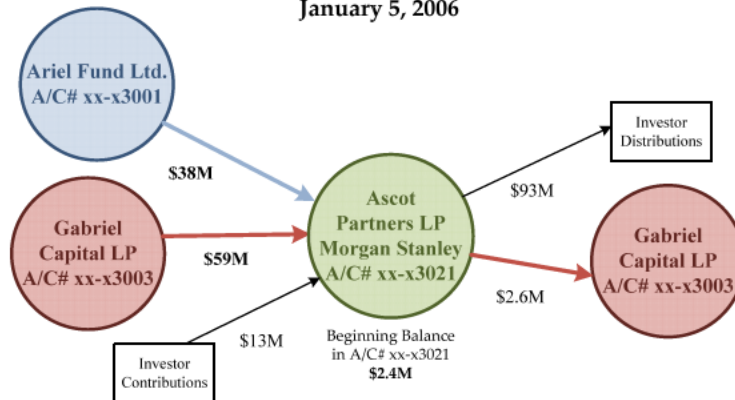 January 5, 2006
Ariel Fund Ltd.
A/C# xx-x3001
$38M
Gabriel
Capital LP
A/C# xx-x3003
$59M
Investor
Contributions
$13M
Ascot
Partners LP
Morgan Stanley
A/C# xx-x3021
Beginning Balance
in A/C# xx-x3021
$2.4M
$93M
Investor
Distributions
$2.6M
Gabriel
Capital LP
A/C# xx-x3003